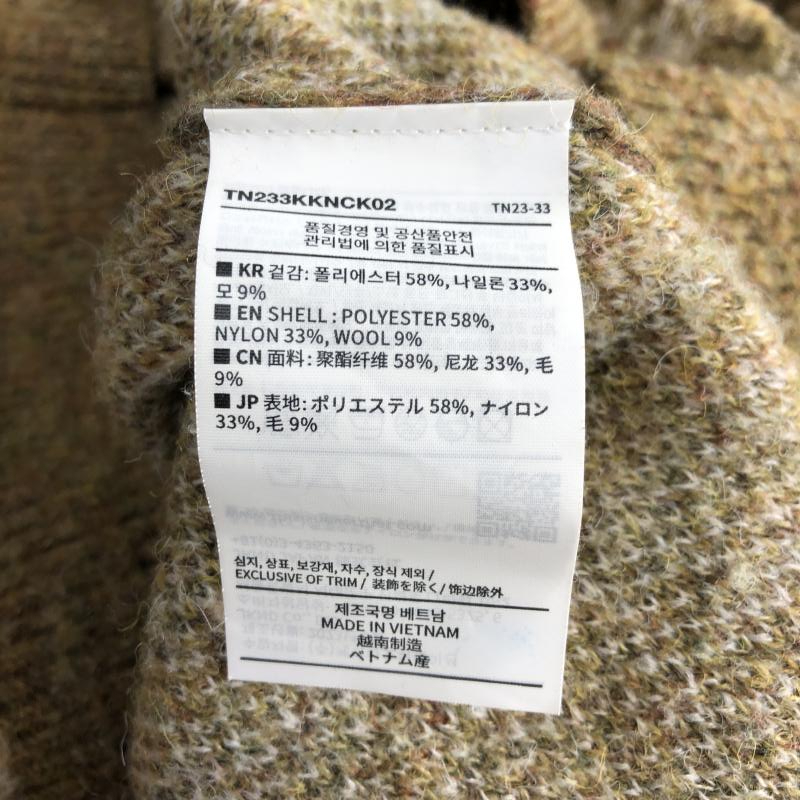 TN233KKNCK02
TN23-33
품질경영 및 공산품안전
관리법에 의한 품질표시
■ KR 겉감: 폴리에스터 58%, 나일론 33%,
모 9%
■ EN SHELL : POLYESTER 58%,
NYLON 33%, WOOL 9%
■ CN 面料: 聚酯纤维 58%, 尼龙 33%, 毛
9%
■ JP 表地: ポリエステル 58%, ナイロン
33%, 毛 9%
심지, 상표, 보강재, 자수, 장식 제외 /
EXCLUSIVE OF TRIM / 装飾を除く / 饰边除外
제조국명 베트남
MADE IN VIETNAM
越南制造
ベトナム産